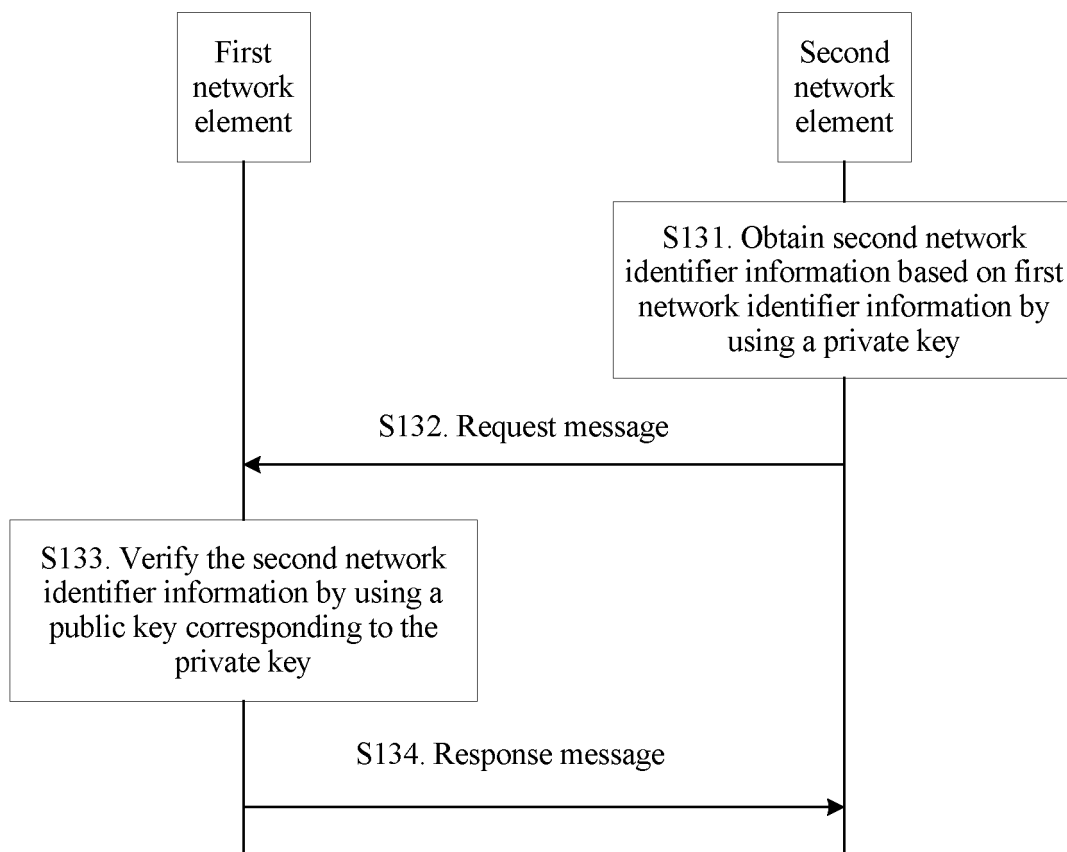 First
network
element
Second
network
element
S131. Obtain second network
identifier information based on first
network identifier information by
using a private key
S132. Request message
S133. Verify the second network
identifier information by using a
public key corresponding to the
private key
S134. Response message